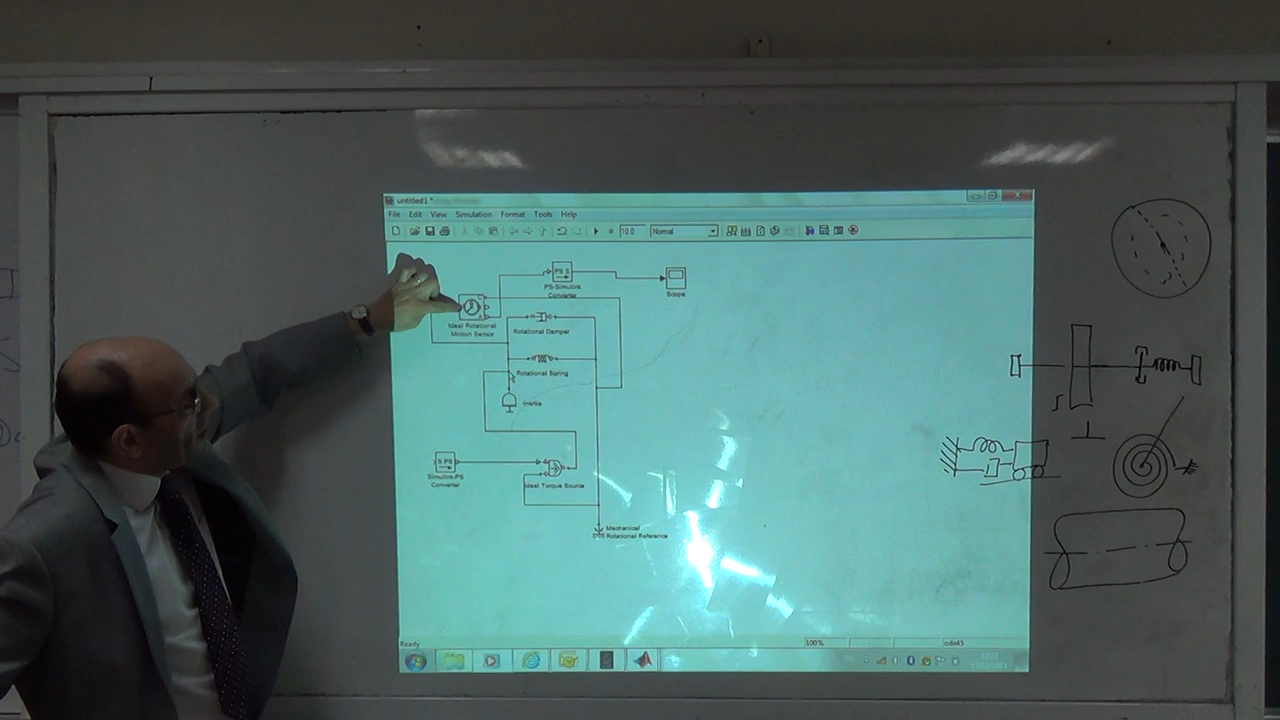 untitled1 *
File Edit View Simulation Format Tools Help
10.0 Normal
PS S
PS-Simulink
Converter
Scope
Ideal Rotational
Motion Sensor
Rotational Damper
Rotational Spring
Inertia
S PS
Simulink-PS
Converter
Ideal Torque Source
Mechanical
Rotational Reference
Ready 100% ode45